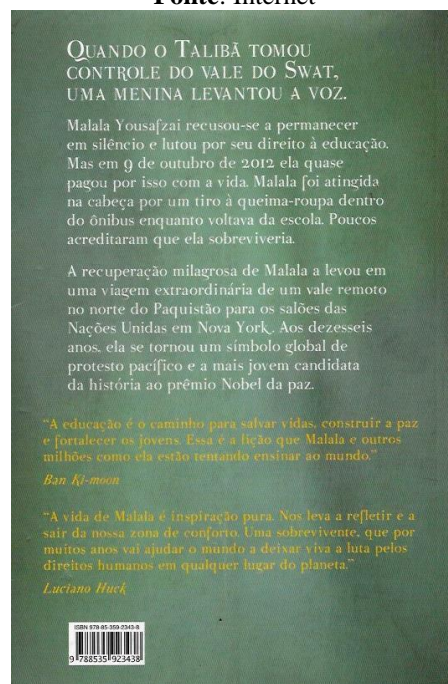 Fonte: Internet
QUANDO O TALIBÃ TOMOU
CONTROLE DO VALE DO SWAT,
UMA MENINA LEVANTOU A VOZ.
Malala Yousafzai recusou-se a permanecer
em silêncio e lutou por seu direito à educação.
Mas em 9 de outubro de 2012 ela quase
pagou por isso com a vida. Malala foi atingida
na cabeça por um tiro à queima-roupa dentro
do ônibus enquanto voltava da escola. Poucos
acreditaram que ela sobreviveria.
A recuperação milagrosa de Malala a levou em
uma viagem extraordinária de um vale remoto
no norte do Paquistão para os salões das
Nações Unidas em Nova York. Aos dezesseis
anos, ela se tornou um símbolo global de
protesto pacífico e a mais jovem candidata
da história ao prêmio Nobel da paz.
"A educação é o caminho para salvar vidas, construir a paz
e fortalecer os jovens. Essa é a lição que Malala e outros
milhões como ela estão tentando ensinar ao mundo."
Ban Ki-moon
"A vida de Malala é inspiração pura. Nos leva a refletir e a
sair da nossa zona de conforto. Uma sobrevivente, que por
muitos anos vai ajudar o mundo a deixar viva a luta pelos
direitos humanos em qualquer lugar do planeta."
Luciano Huck
ISBN 978-85-359-2343-8
9 788535 923438